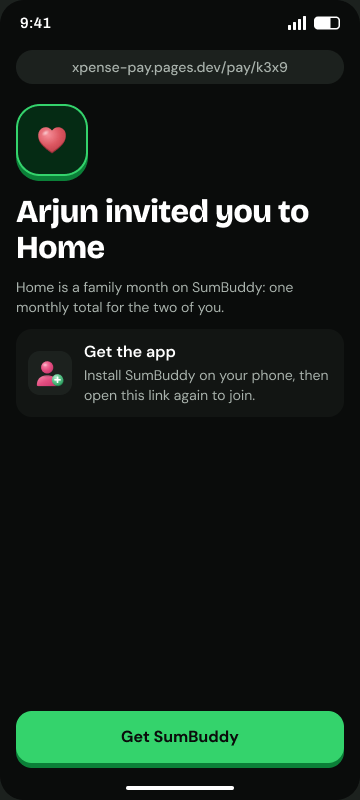 9:41
xpense-pay.pages.dev/pay/k3x9
Arjun invited you to
Home
Home is a family month on SumBuddy: one
monthly total for the two of you.
Get the app
Install SumBuddy on your phone, then
open this link again to join.
Get SumBuddy